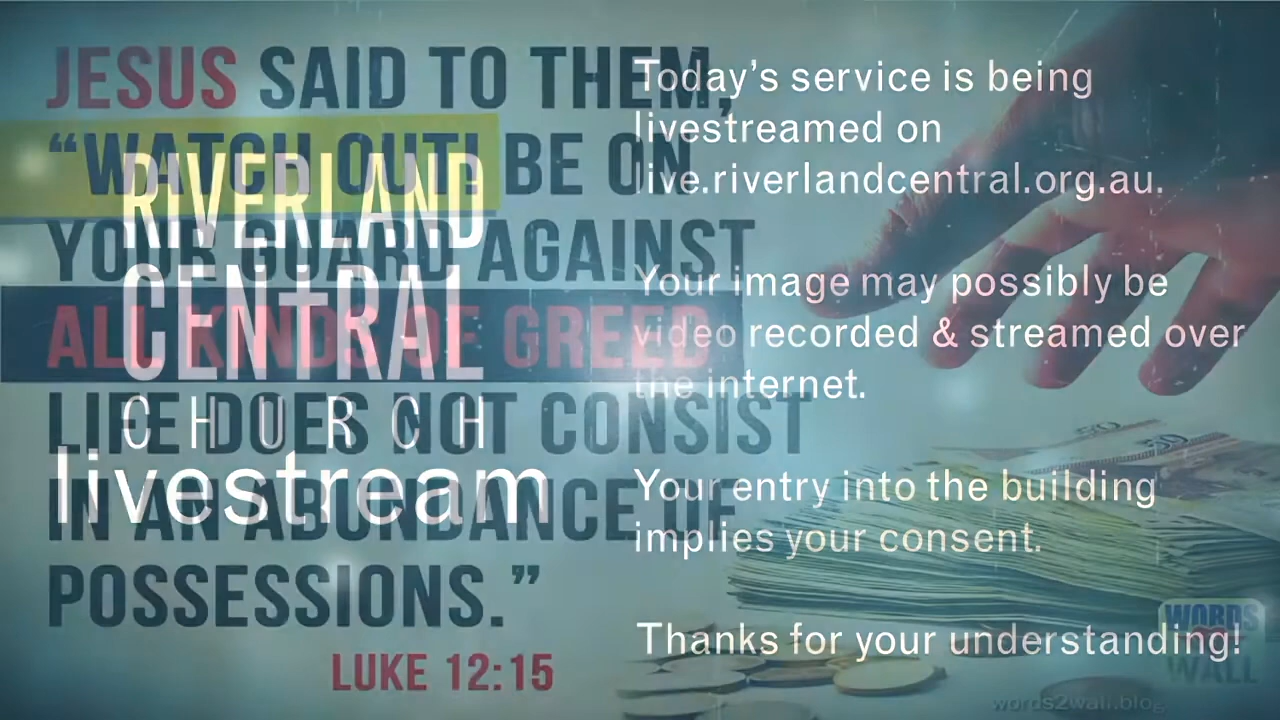 JESUS SAID TO THEM,
“WATCH OUT! BE ON
YOUR GUARD AGAINST
ALL KINDS OF GREED
LIFE DOES NOT CONSIST
IN AN ABUNDANCE OF
POSSESSIONS.”
LUKE 12:15
RIVERLAND
CENTRAL
CHURCH
livestream
Today’s service is being
livestreamed on
live.riverlandcentral.org.au.
Your image may possibly be
video recorded & streamed over
the internet.
Your entry into the building
implies your consent.
Thanks for your understanding!
50
50
WORDS
WALL
words2wall.blog